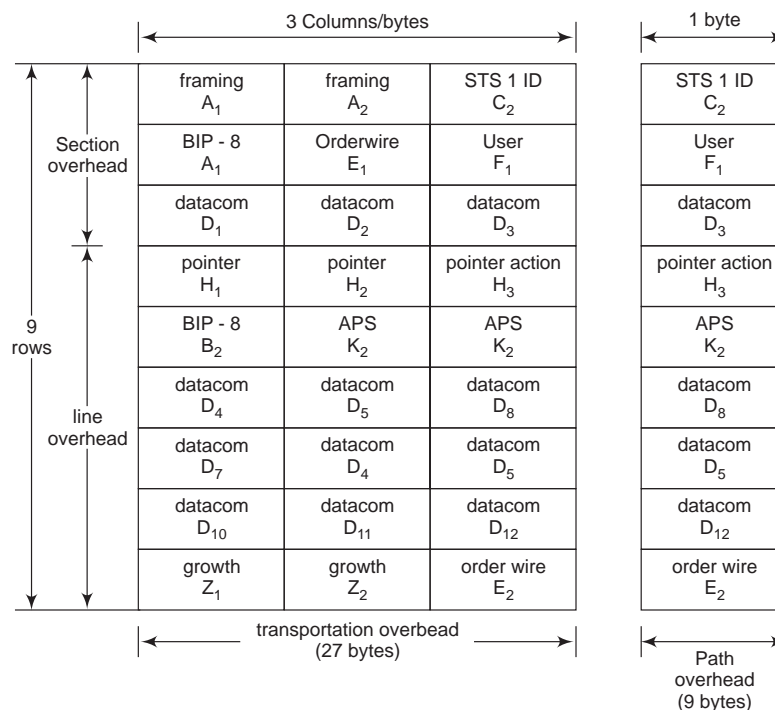 3 Columns/bytes
1 byte
framing
A1
framing
A2
STS 1 ID
C2
STS 1 ID
C2
Section
overhead
BIP - 8
A1
Orderwire
E1
User
F1
User
F1
datacom
D1
datacom
D2
datacom
D3
datacom
D3
9
rows
line
overhead
pointer
H1
pointer
H2
pointer action
H3
pointer action
H3
BIP - 8
B2
APS
K2
APS
K2
APS
K2
datacom
D4
datacom
D5
datacom
D8
datacom
D8
datacom
D7
datacom
D4
datacom
D5
datacom
D5
datacom
D10
datacom
D11
datacom
D12
datacom
D12
growth
Z1
growth
Z2
order wire
E2
order wire
E2
transportation overbead
(27 bytes)
Path
overhead
(9 bytes)